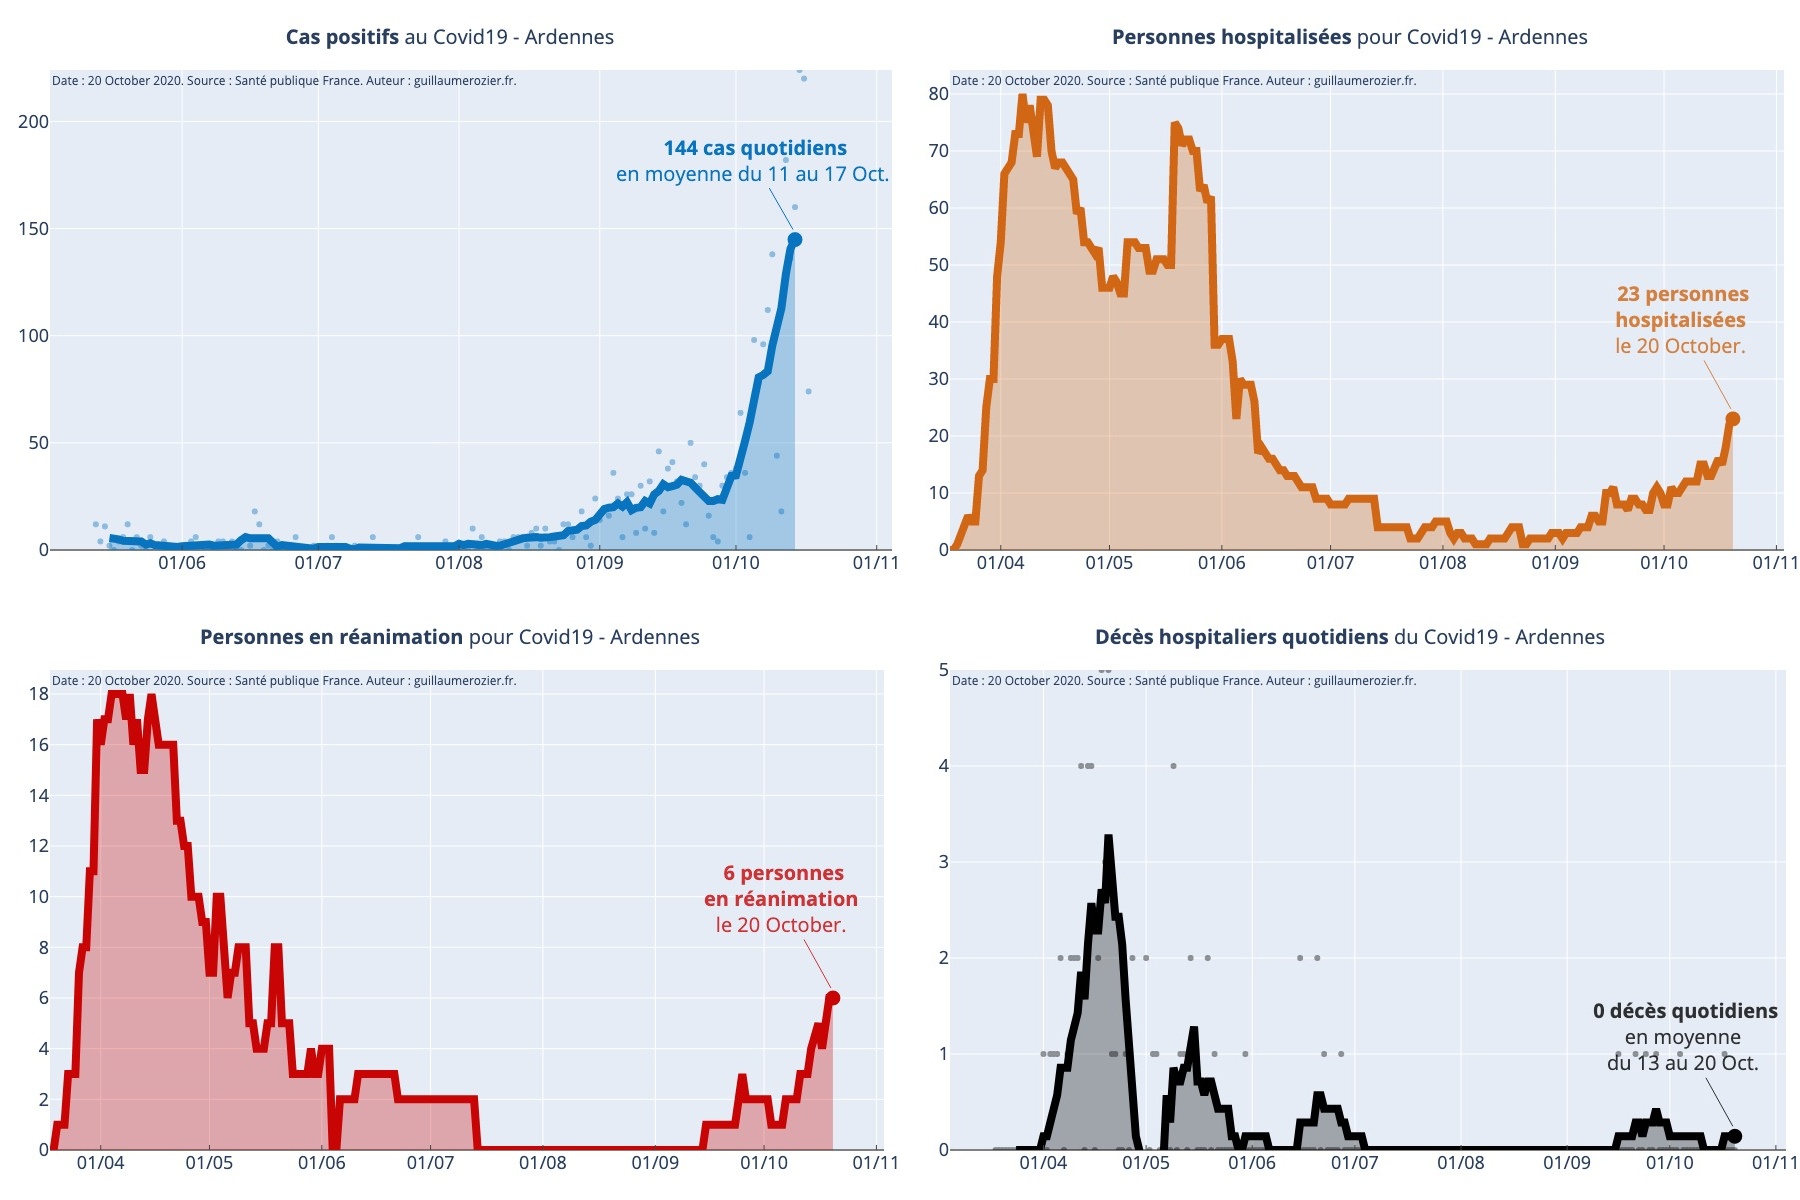 Cas positifs au Covid19 - Ardennes
Date : 20 October 2020. Source : Santé publique France. Auteur : guillaumerozier.fr.
200
150
100
50
0
144 cas quotidiens
en moyenne du 11 au 17 Oct.
01/06 01/07 01/08 01/09 01/10 01/11
Personnes hospitalisées pour Covid19 - Ardennes
Date : 20 October 2020. Source : Santé publique France. Auteur : guillaumerozier.fr.
80
70
60
50
40
30
20
10
0
23 personnes
hospitalisées
le 20 October.
01/04 01/05 01/06 01/07 01/08 01/09 01/10 01/11
Personnes en réanimation pour Covid19 - Ardennes
Date : 20 October 2020. Source : Santé publique France. Auteur : guillaumerozier.fr.
18
16
14
12
10
8
6
4
2
0
6 personnes
en réanimation
le 20 October.
01/04 01/05 01/06 01/07 01/08 01/09 01/10 01/11
Décès hospitaliers quotidiens du Covid19 - Ardennes
Date : 20 October 2020. Source : Santé publique France. Auteur : guillaumerozier.fr.
5
4
3
2
1
0
0 décès quotidiens
en moyenne
du 13 au 20 Oct.
01/04 01/05 01/06 01/07 01/08 01/09 01/10 01/11